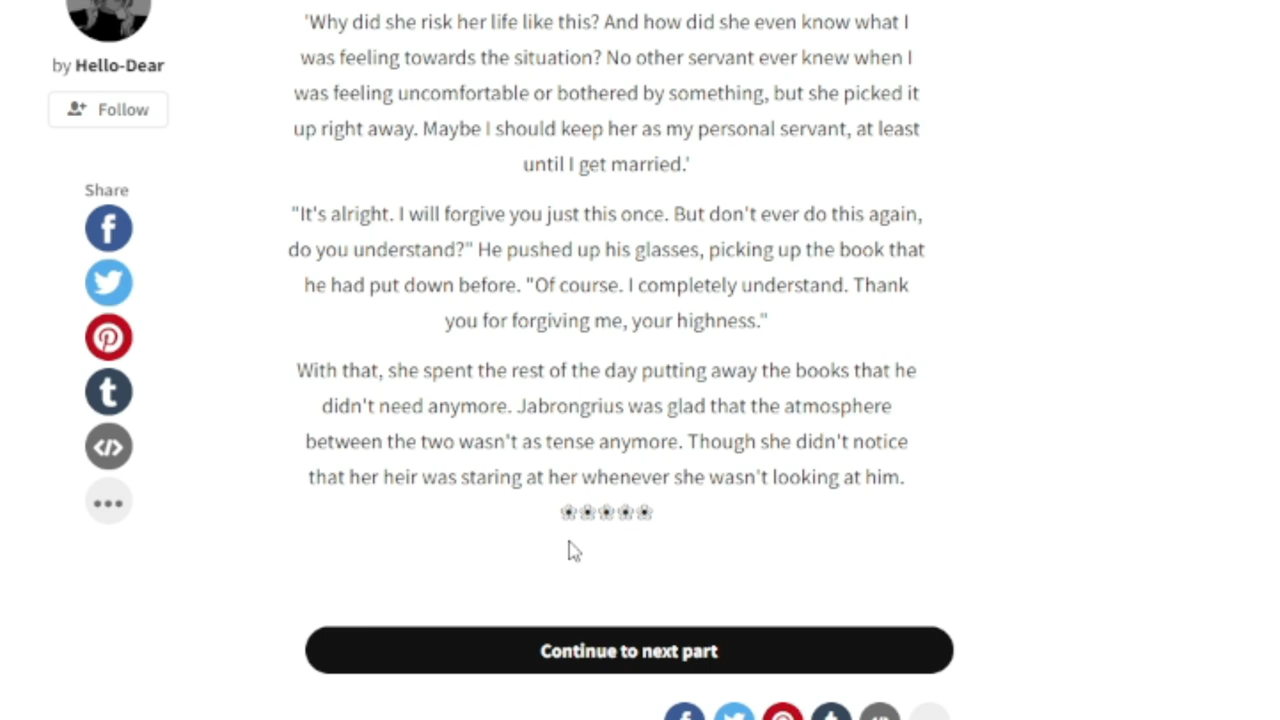 'Why did she risk her life like this? And how did she even know what I
was feeling towards the situation? No other servant ever knew when I
was feeling uncomfortable or bothered by something, but she picked it
up right away. Maybe I should keep her as my personal servant, at least
until I get married.'
"It's alright. I will forgive you just this once. But don't ever do this again,
do you understand?" He pushed up his glasses, picking up the book that
he had put down before. "Of course. I completely understand. Thank
you for forgiving me, your highness."
With that, she spent the rest of the day putting away the books that he
didn't need anymore. Jabrongrius was glad that the atmosphere
between the two wasn't as tense anymore. Though she didn't notice
that her heir was staring at her whenever she wasn't looking at him.
❀❀❀❀❀
by Hello-Dear
Follow
Share
Continue to next part